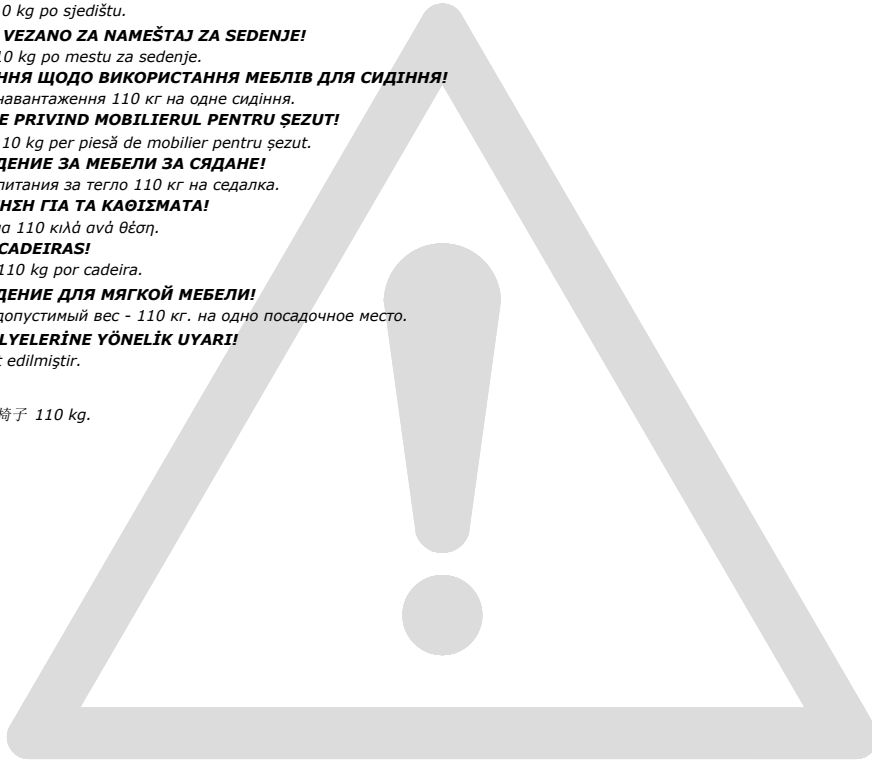 0 kg po sjedištu.
VEZANO ZA NAMEŠTAJ ZA SEDENJE!
10 kg po mestu za sedenje.
ННЯ ЩОДО ВИКОРИСТАННЯ МЕБЛІВ ДЛЯ СИДІННЯ!
навантаження 110 кг на одне сидіння.
E PRIVIND MOBILIERUL PENTRU ȘEZUT!
110 kg per piesă de mobilier pentru șezut.
ДЕНИЕ ЗА МЕБЕЛИ ЗА СЯДАНЕ!
питания за тегло 110 кг на седалка.
ΗΣΗ ΓΙΑ ΤΑ ΚΑΘΙΣΜΑΤΑ!
α 110 κιλά ανά θέση.
CADEIRAS!
110 kg por cadeira.
ДЕНИЕ ДЛЯ МЯГКОЙ МЕБЕЛИ!
допустимый вес - 110 кг. на одно посадочное место.
LYELERİNE YÖNELİK UYARI!
t edilmiştir.
椅子 110 kg.